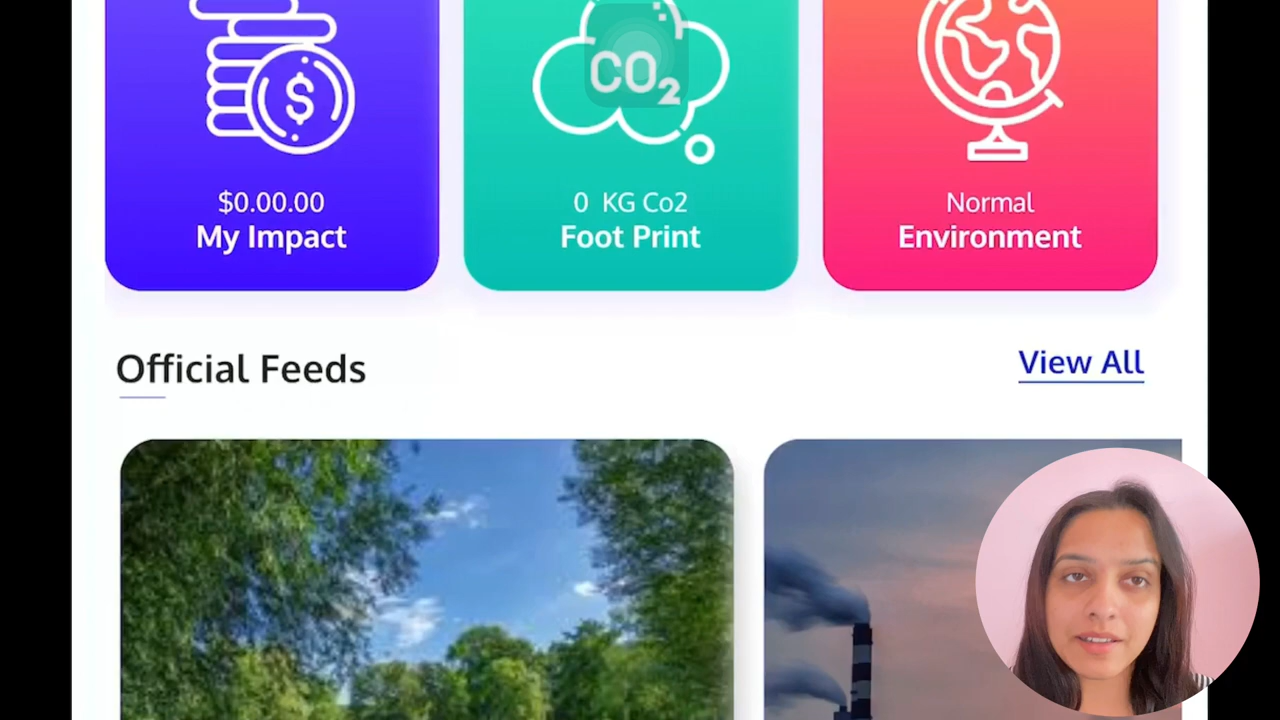 $
CO2
$0.00.00
My Impact
0 KG Co2
Foot Print
Normal
Environment
Official Feeds
View All